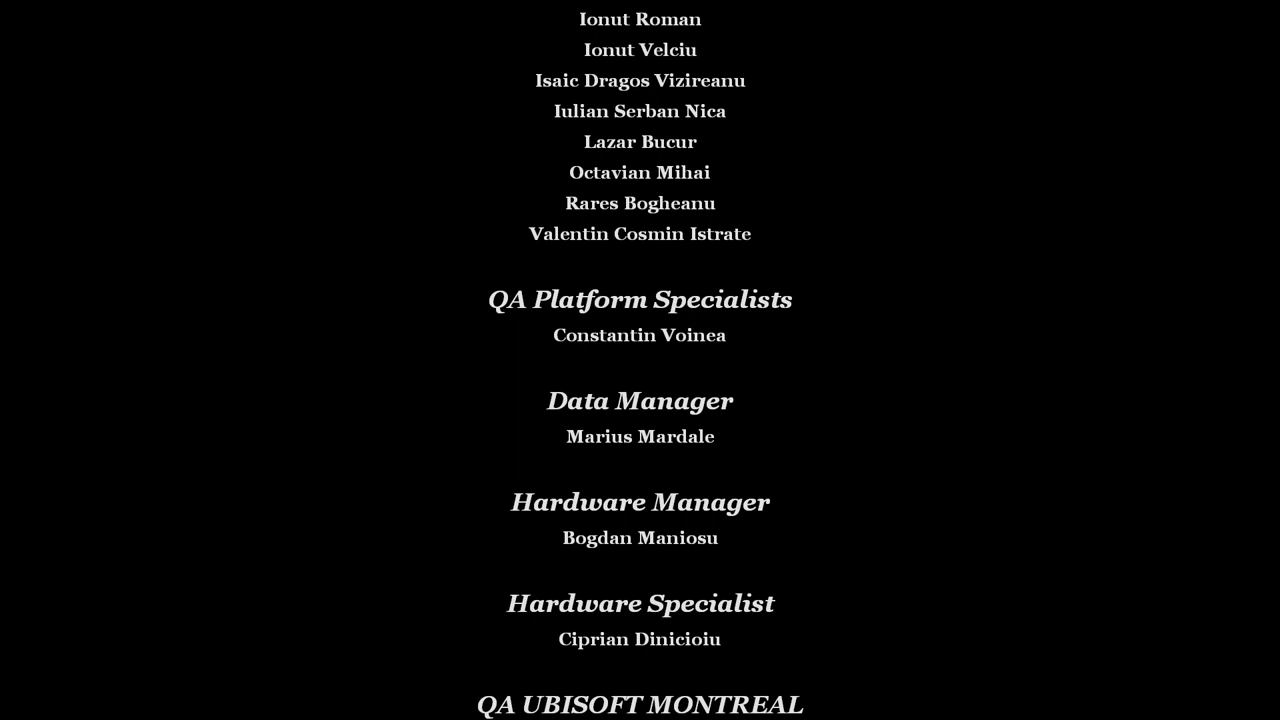 Ionut Roman
Ionut Velciu
Isaic Dragos Vizireanu
Iulian Serban Nica
Lazar Bucur
Octavian Mihai
Rares Bogheanu
Valentin Cosmin Istrate
QA Platform Specialists
Constantin Voinea
Data Manager
Marius Mardale
Hardware Manager
Bogdan Maniosu
Hardware Specialist
Ciprian Dinicioiu
QA UBISOFT MONTREAL